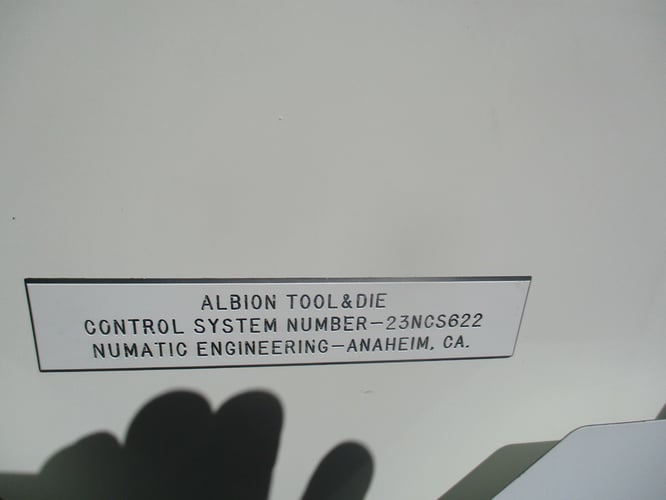 ALBION TOOL&DIE
CONTROL SYSTEM NUMBER-23NCS622
NUMATIC ENGINEERING-ANAHEIM, CA.